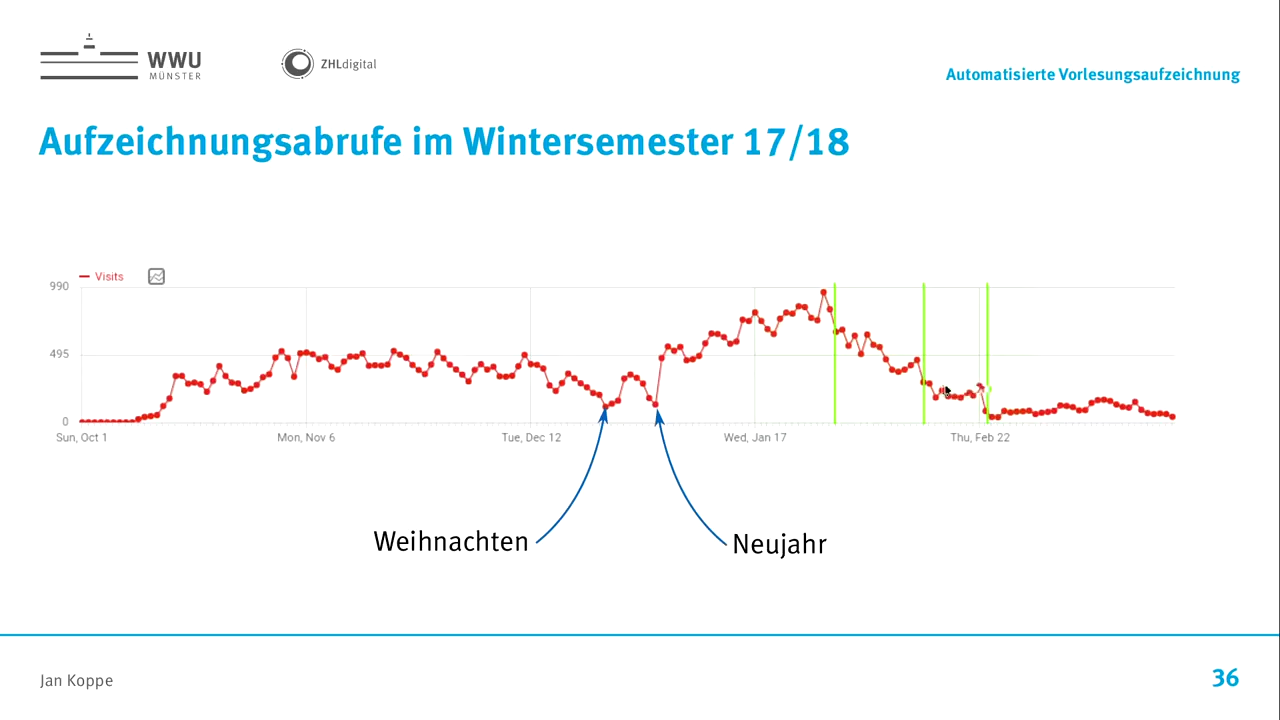 WWU
MÜNSTER
ZHLdigital
Automatisierte Vorlesungsaufzeichnung
Aufzeichnungsabrufe im Wintersemester 17/18
Visits
990
495
0
Sun, Oct 1
Mon, Nov 6
Tue, Dec 12
Wed, Jan 17
Thu, Feb 22
Weihnachten
Neujahr
Jan Koppe
36